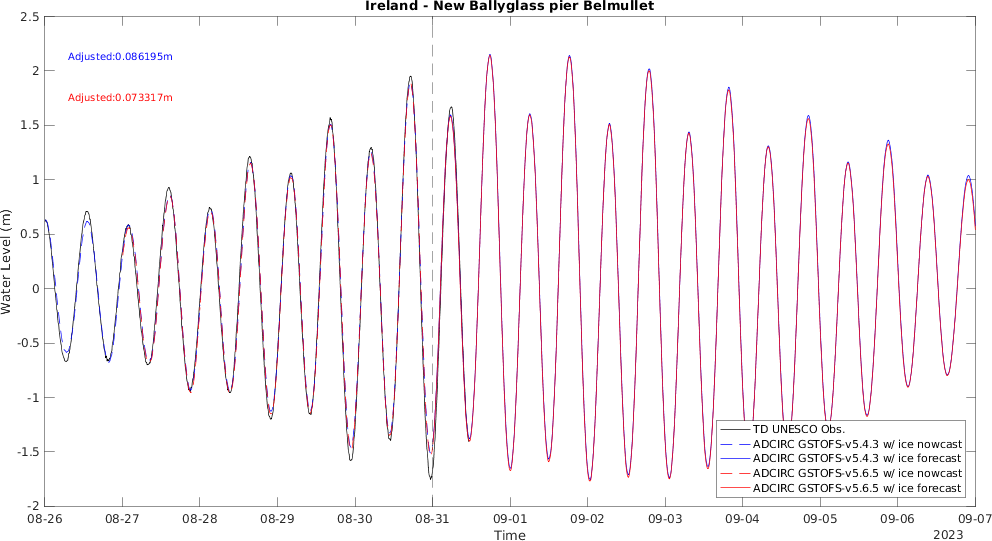 Ireland - New Ballyglass pier Belmullet
Adjusted:0.086195m
Adjusted:0.073317m
Water Level (m)
2.5
2
1.5
1
0.5
0
-0.5
-1
-1.5
-2
TD UNESCO Obs.
ADCIRC GSTOFS-v5.4.3 w/ ice nowcast
ADCIRC GSTOFS-v5.4.3 w/ ice forecast
ADCIRC GSTOFS-v5.6.5 w/ ice nowcast
ADCIRC GSTOFS-v5.6.5 w/ ice forecast
08-26 08-27 08-28 08-29 08-30 08-31 09-01 09-02 09-03 09-04 09-05 09-06 09-07
Time
2023